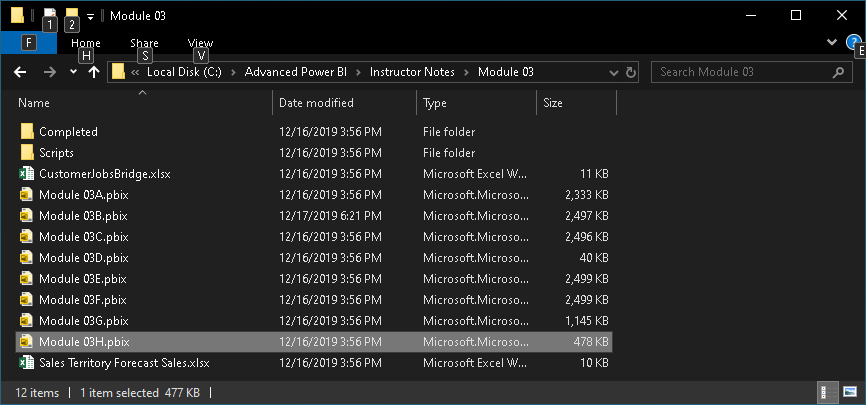 1 2 Module 03
F Home Share View
H S V E
« Local Disk (C:) Advanced Power BI Instructor Notes Module 03 Search Module 03
Name Date modified Type Size
Completed 12/16/2019 3:56 PM File folder
Scripts 12/16/2019 3:56 PM File folder
CustomerJobsBridge.xlsx 12/16/2019 3:56 PM Microsoft Excel W... 11 KB
Module 03A.pbix 12/16/2019 3:56 PM Microsoft.Microso... 2,333 KB
Module 03B.pbix 12/17/2019 6:21 PM Microsoft.Microso... 2,497 KB
Module 03C.pbix 12/16/2019 3:56 PM Microsoft.Microso... 2,496 KB
Module 03D.pbix 12/16/2019 3:56 PM Microsoft.Microso... 40 KB
Module 03E.pbix 12/16/2019 3:56 PM Microsoft.Microso... 2,499 KB
Module 03F.pbix 12/16/2019 3:56 PM Microsoft.Microso... 2,499 KB
Module 03G.pbix 12/16/2019 3:56 PM Microsoft.Microso... 1,145 KB
Module 03H.pbix 12/16/2019 3:56 PM Microsoft.Microso... 478 KB
Sales Territory Forecast Sales.xlsx 12/16/2019 3:56 PM Microsoft Excel W... 10 KB
12 items 1 item selected 477 KB